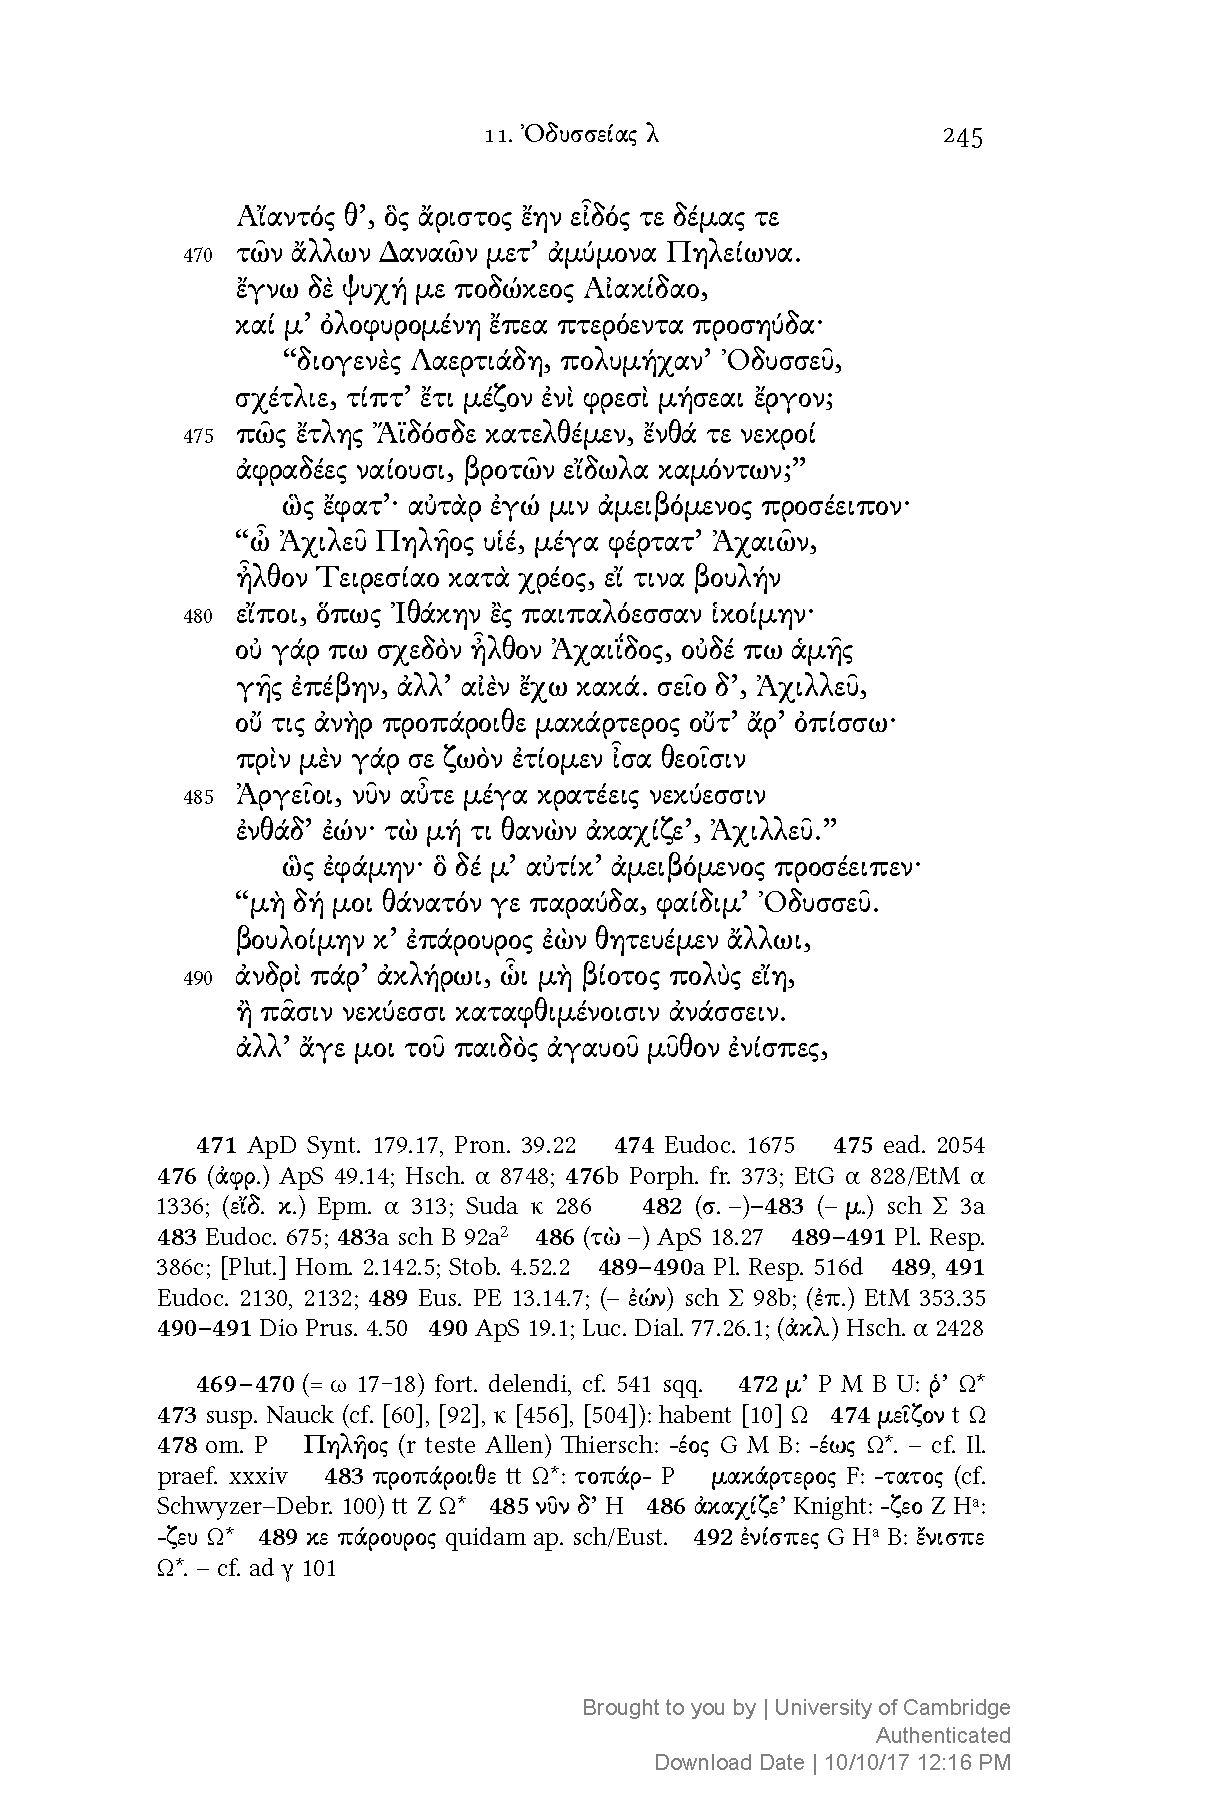 11. Ὀδυσσείας λ 245
Αἴαντός θ’, ὃς ἄριστος ἔην εἶδός τε δέμας τε
470 τῶν ἄλλων Δαναῶν μετ’ ἀμύμονα Πηλείωνα.
ἔγνω δὲ ψυχή με ποδώκεος Αἰακίδαο,
καί μ’ ὀλοφυρομένη ἔπεα πτερόεντα προσηύδα·
“διογενὲς Λαερτιάδη, πολυμήχαν’ Ὀδυσσεῦ,
σχέτλιε, τίπτ’ ἔτι μέζον ἐνὶ φρεσὶ μήσεαι ἔργον;
475 πῶς ἔτλης Ἄϊδόσδε κατελθέμεν, ἔνθά τε νεκροί
ἀφραδέες ναίουσι, βροτῶν εἴδωλα καμόντων;”
ὣς ἔφατ’· αὐτὰρ ἐγώ μιν ἀμειβόμενος προσέειπον·
“ὦ Ἀχιλεῦ Πηλῆος υἱέ, μέγα φέρτατ’ Ἀχαιῶν,
ἦλθον Τειρεσίαο κατὰ χρέος, εἴ τινα βουλήν
480 εἴποι, ὅπως Ἰθάκην ἒς παιπαλόεσσαν ἱκοίμην·
οὐ γάρ πω σχεδὸν ἦλθον Ἀχαιΐδος, οὐδέ πω ἁμῆς
γῆς ἐπέβην, ἀλλ’ αἰὲν ἔχω κακά. σεῖο δ’, Ἀχιλλεῦ,
οὔ τις ἀνὴρ προπάροιθε μακάρτερος οὔτ’ ἄρ’ ὀπίσσω·
πρὶν μὲν γάρ σε ζωὸν ἐτίομεν ἶσα θεοῖσιν
485 Ἀργεῖοι, νῦν αὖτε μέγα κρατέεις νεκύεσσιν
ἐνθάδ’ ἐών· τὼ μή τι θανὼν ἀκαχίζε’, Ἀχιλλεῦ.”
ὣς ἐφάμην· ὃ δέ μ’ αὐτίκ’ ἀμειβόμενος προσέειπεν·
“μὴ δή μοι θάνατόν γε παραύδα, φαίδιμ’ Ὀδυσσεῦ.
βουλοίμην κ’ ἐπάρουρος ἐὼν θητευέμεν ἄλλωι,
490 ἀνδρὶ πάρ’ ἀκλήρωι, ὧι μὴ βίοτος πολὺς εἴη,
ἢ πᾶσιν νεκύεσσι καταφθιμένοισιν ἀνάσσειν.
ἀλλ’ ἄγε μοι τοῦ παιδὸς ἀγαυοῦ μῦθον ἐνίσπες,
471 ApD Synt. 179.17, Pron. 39.22 474 Eudoc. 1675 475 ead. 2054
476 (ἀφρ.) ApS 49.14; Hsch. α 8748; 476b Porph. fr. 373; EtG α 828/EtM α
1336; (εἴδ. κ.) Epm. α 313; Suda κ 286 482 (σ. –)–483 (– μ.) sch Σ 3a
483 Eudoc. 675; 483a sch B 92a² 486 (τὼ –) ApS 18.27 489–491 Pl. Resp.
386c; [Plut.] Hom. 2.142.5; Stob. 4.52.2 489–490a Pl. Resp. 516d 489, 491
Eudoc. 2130, 2132; 489 Eus. PE 13.14.7; (– ἐών) sch Σ 98b; (ἐπ.) EtM 353.35
490–491 Dio Prus. 4.50 490 ApS 19.1; Luc. Dial. 77.26.1; (ἀκλ.) Hsch. α 2428
469–470 (= ω 17–18) fort. delendi, cf. 541 sqq. 472 μ’ P M B U: ῥ’ Ω*
473 susp. Nauck (cf. [60], [92], κ [456], [504]): habent [10] Ω 474 μεῖζον t Ω
478 om. P Πηλῆος (r teste Allen) Thiersch: -έος G M B: -έως Ω*. – cf. Il.
praef. xxxiv 483 προπάροιθε tt Ω*: τοπάρ- P μακάρτερος F: -τατος (cf.
Schwyzer–Debr. 100) tt Z Ω* 485 νῦν δ’ H 486 ἀκαχίζε’ Knight: -ζεο Z Hᵃ:
-ζευ Ω* 489 κε πάρουρος quidam ap. sch/Eust. 492 ἐνίσπες G Hᵃ B: ἔνισπε
Ω*. – cf. ad γ 101
Brought to you by | University of Cambridge
Authenticated
Download Date | 10/10/17 12:16 PM